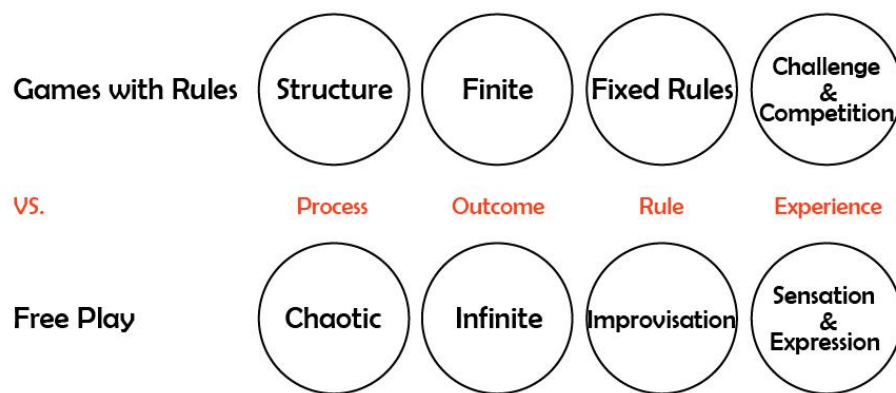 Games with Rules Structure Finite Fixed Rules Challenge & Competition
VS. Process Outcome Rule Experience
Free Play Chaotic Infinite Improvisation Sensation & Expression